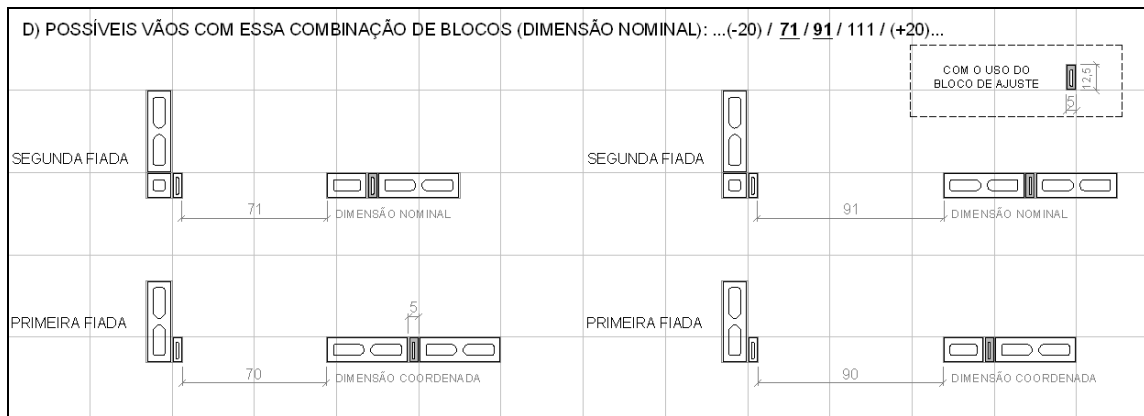 D) POSSÍVEIS VÃOS COM ESSA COMBINAÇÃO DE BLOCOS (DIMENSÃO NOMINAL): ...(-20) / 71 / 91 / 111 / (+20)...
COM O USO DO
BLOCO DE AJUSTE
12,5
5
SEGUNDA FIADA
71
DIMENSÃO NOMINAL
SEGUNDA FIADA
91
DIMENSÃO NOMINAL
PRIMEIRA FIADA
5
70
DIMENSÃO COORDENADA
PRIMEIRA FIADA
90
DIMENSÃO COORDENADA